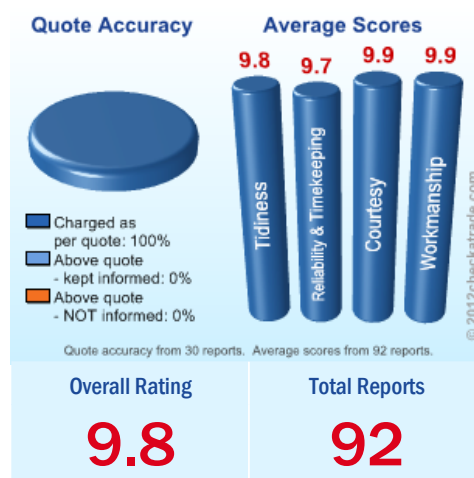 Quote Accuracy
Charged as
per quote: 100%
Above quote
- kept informed: 0%
Above quote
- NOT informed: 0%
Average Scores
9.8
9.7
9.9
9.9
Tidiness
Reliability & Timekeeping
Courtesy
Workmanship
© 2012checkatrade.com
Quote accuracy from 30 reports. Average scores from 92 reports.
Overall Rating
9.8
Total Reports
92